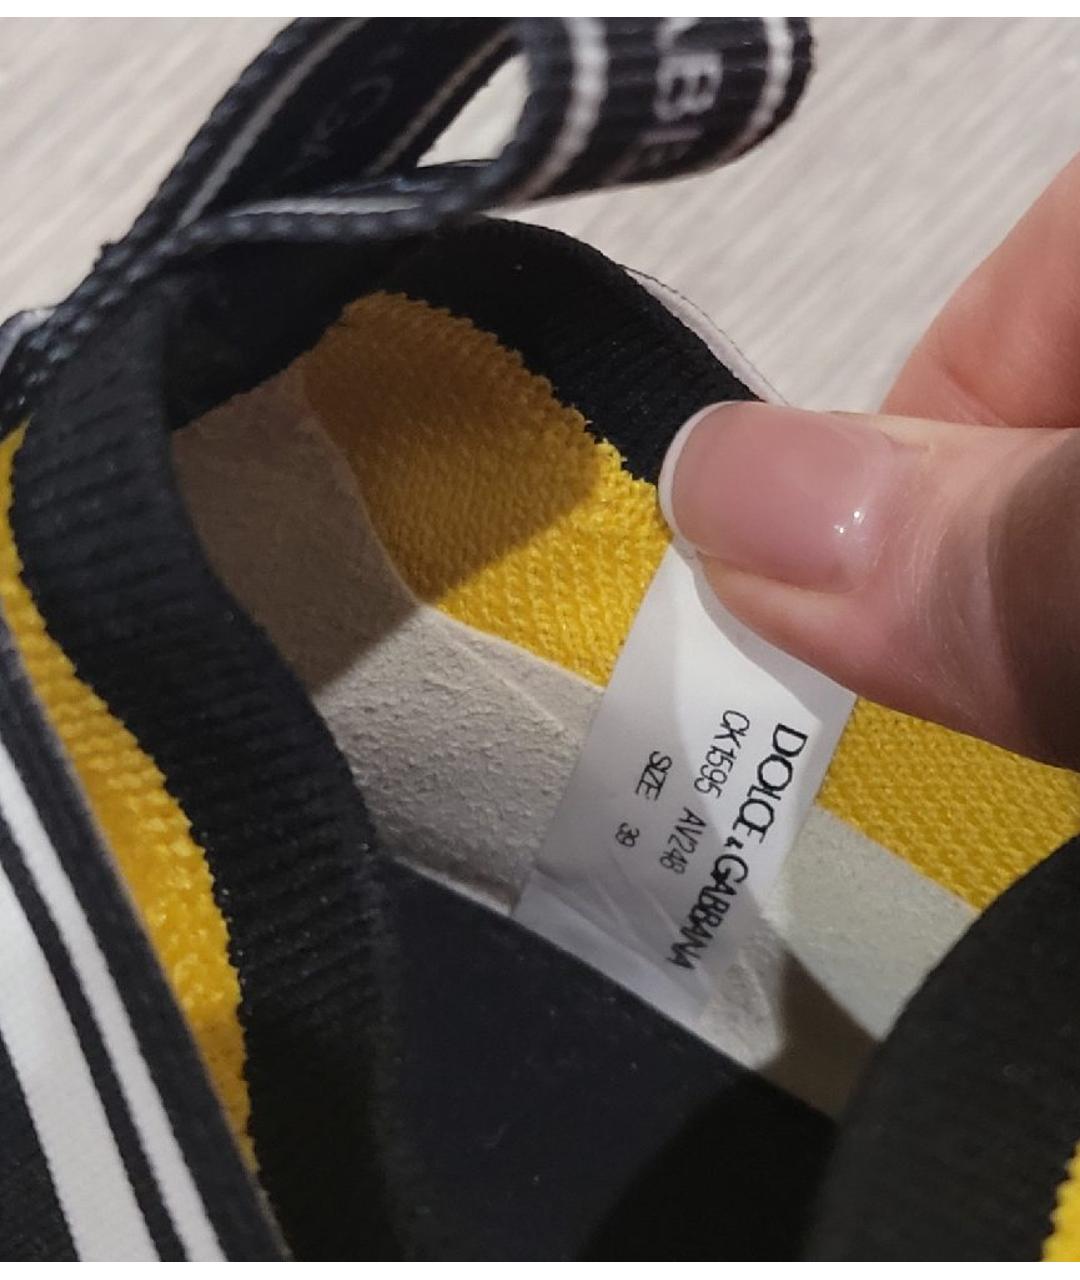 DOLCE & GABBANA
CK1595 AV248
SIZE 39